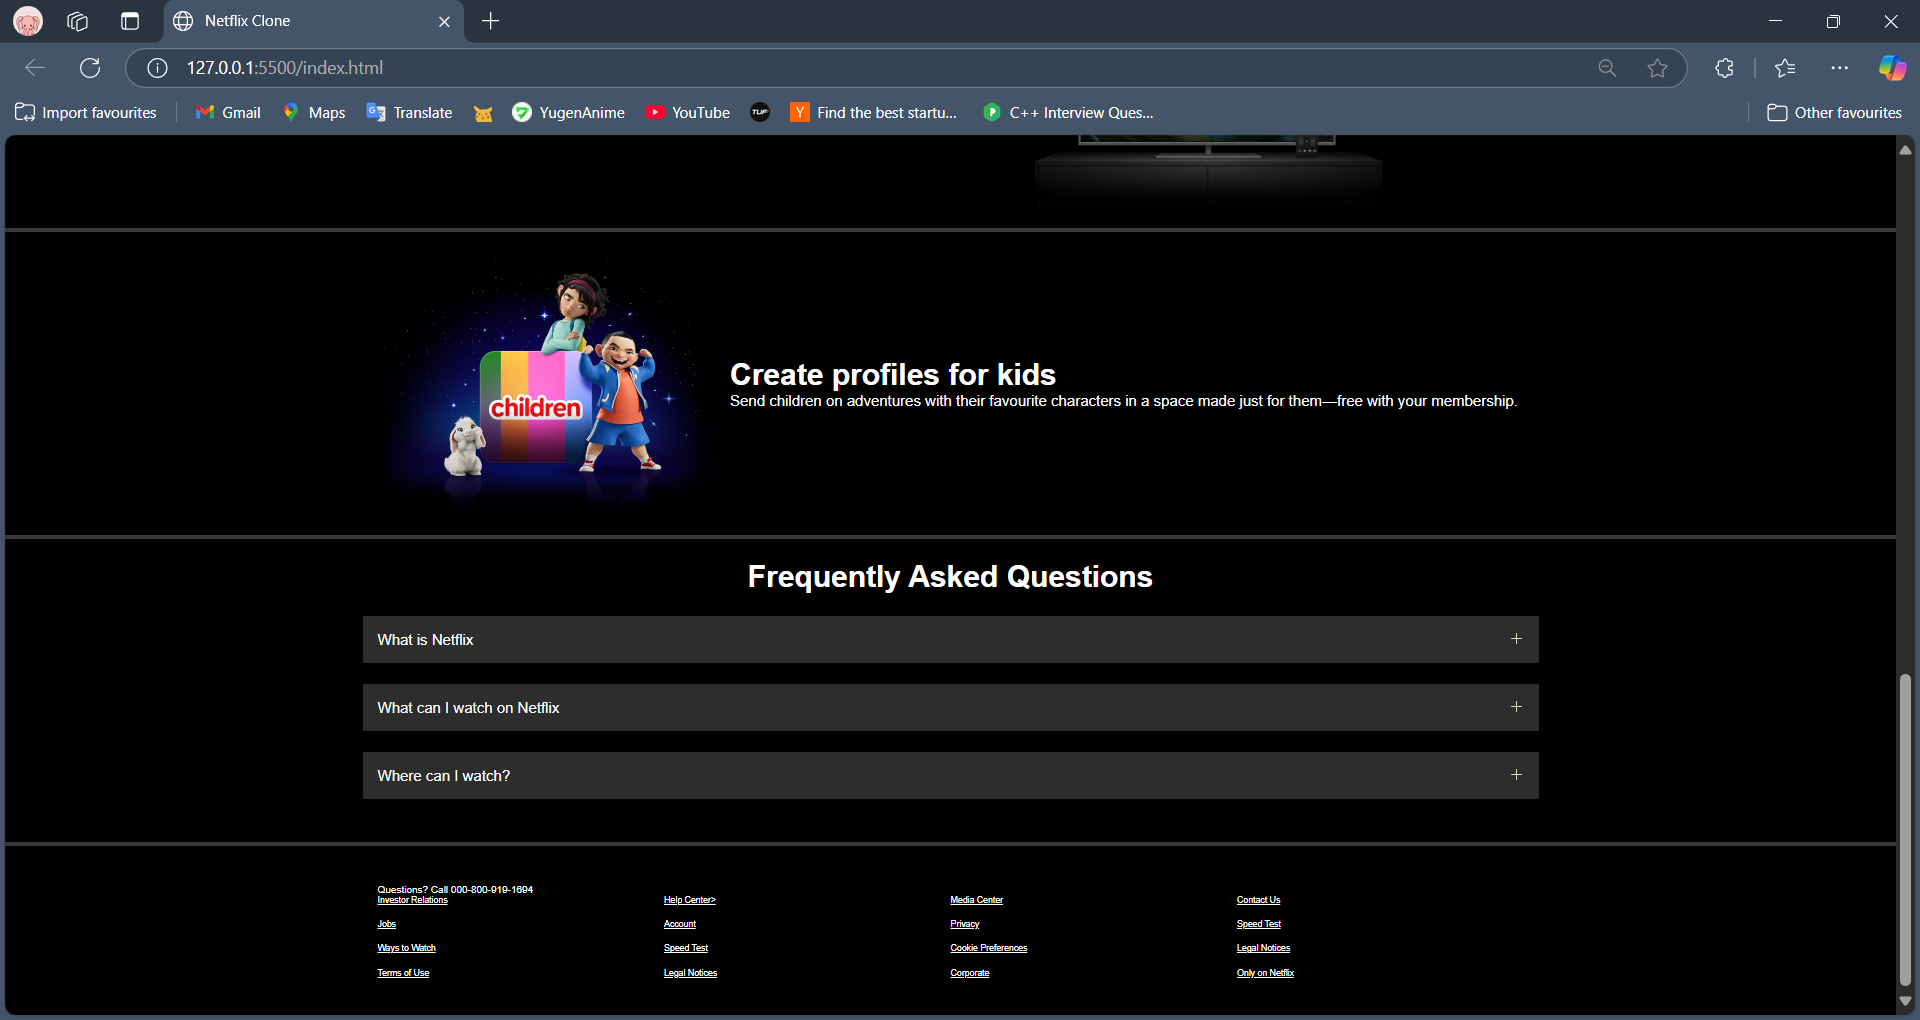 Netflix Clone
127.0.0.1:5500/index.html
Import favourites
Gmail
Maps
Translate
YugenAnime
YouTube
TUF
Find the best startu...
C++ Interview Ques...
Other favourites
children
Create profiles for kids
Send children on adventures with their favourite characters in a space made just for them—free with your membership.
Frequently Asked Questions
What is Netflix +
What can I watch on Netflix +
Where can I watch? +
Questions? Call 000-800-919-1694
Investor Relations Help Center> Media Center Contact Us
Jobs Account Privacy Speed Test
Ways to Watch Speed Test Cookie Preferences Legal Notices
Terms of Use Legal Notices Corporate Only on Netflix